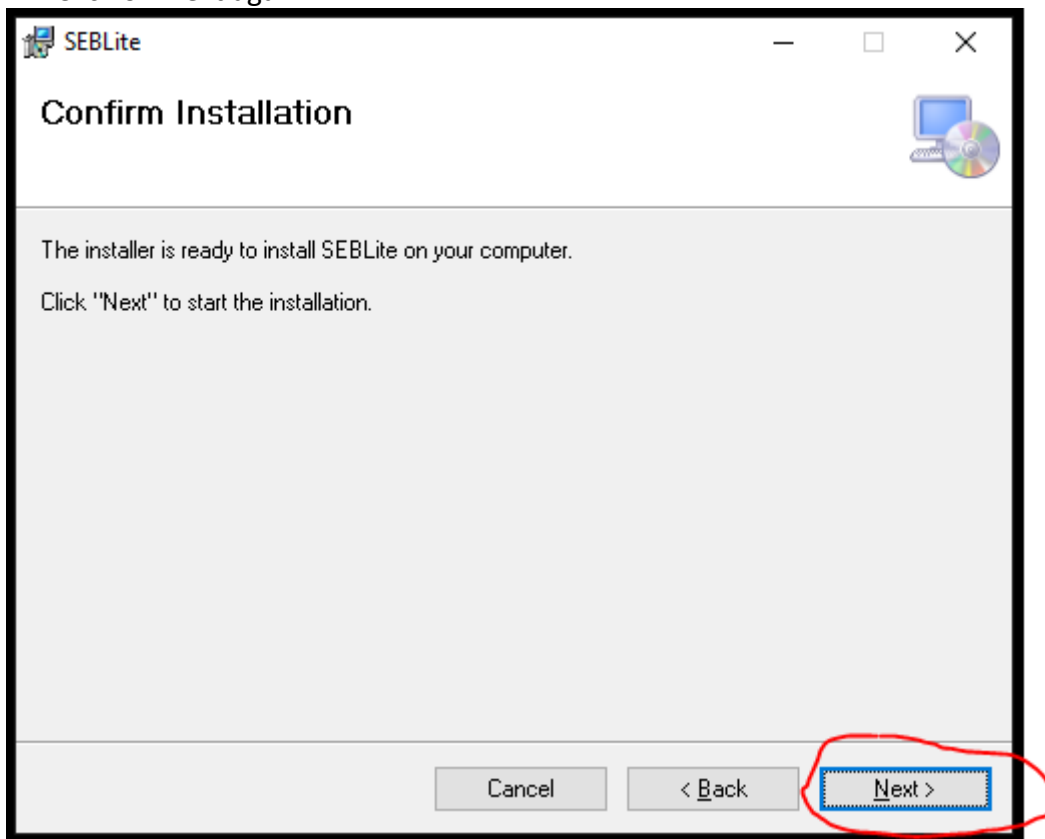 SEBLite
Confirm Installation
The installer is ready to install SEBLite on your computer.
Click "Next" to start the installation.
Cancel
< Back
Next >